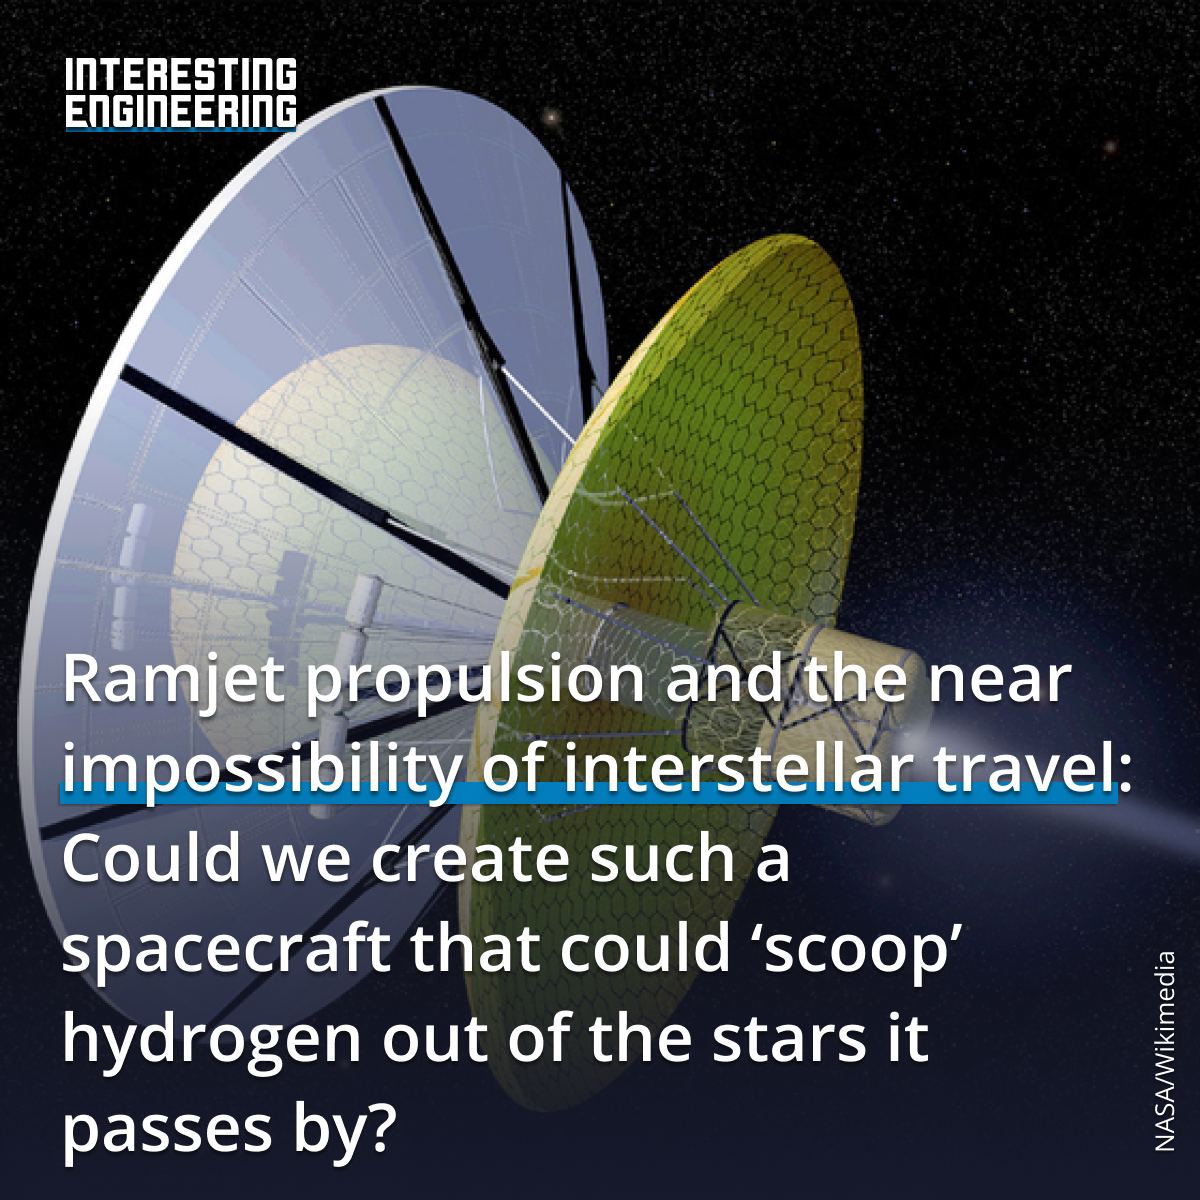 INTERESTING
ENGINEERING
Ramjet propulsion and the near
impossibility of interstellar travel:
Could we create such a
spacecraft that could ‘scoop’
hydrogen out of the stars it
passes by?
NASA/Wikimedia